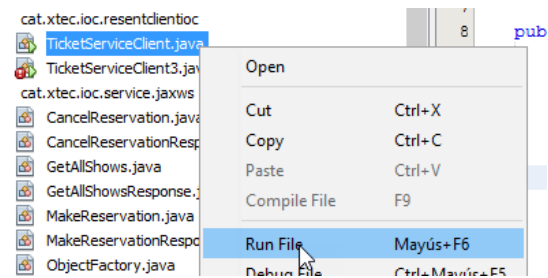 cat.xtec.ioc.resentclientioc
TicketServiceClient.java
TicketServiceClient3.jav
cat.xtec.ioc.service.jaxws
CancelReservation.java
CancelReservationResp
GetAllShows.java
GetAllShowsResponse.j
MakeReservation.java
MakeReservationRespo
ObjectFactory.java
8 pub
Open
Cut Ctrl+X
Copy Ctrl+C
Paste Ctrl+V
Compile File F9
Run File Mayús+F6
Debug File Ctrl+Mayús+F5